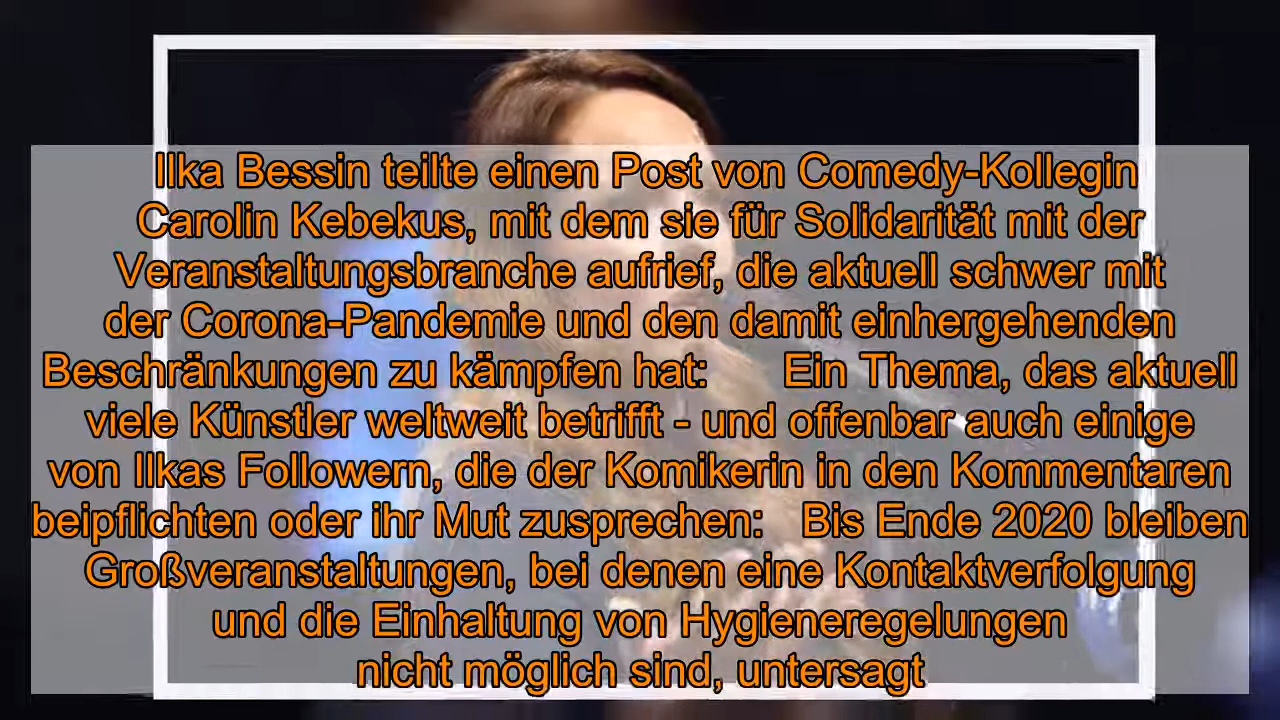 Ilka Bessin teilte einen Post von Comedy-Kollegin
Carolin Kebekus, mit dem sie für Solidarität mit der
Veranstaltungsbranche aufrief, die aktuell schwer mit
der Corona-Pandemie und den damit einhergehenden
Beschränkungen zu kämpfen hat: Ein Thema, das aktuell
viele Künstler weltweit betrifft - und offenbar auch einige
von Ilkas Followern, die der Komikerin in den Kommentaren
beipflichten oder ihr Mut zusprechen: Bis Ende 2020 bleiben
Großveranstaltungen, bei denen eine Kontaktverfolgung
und die Einhaltung von Hygieneregelungen
nicht möglich sind, untersagt